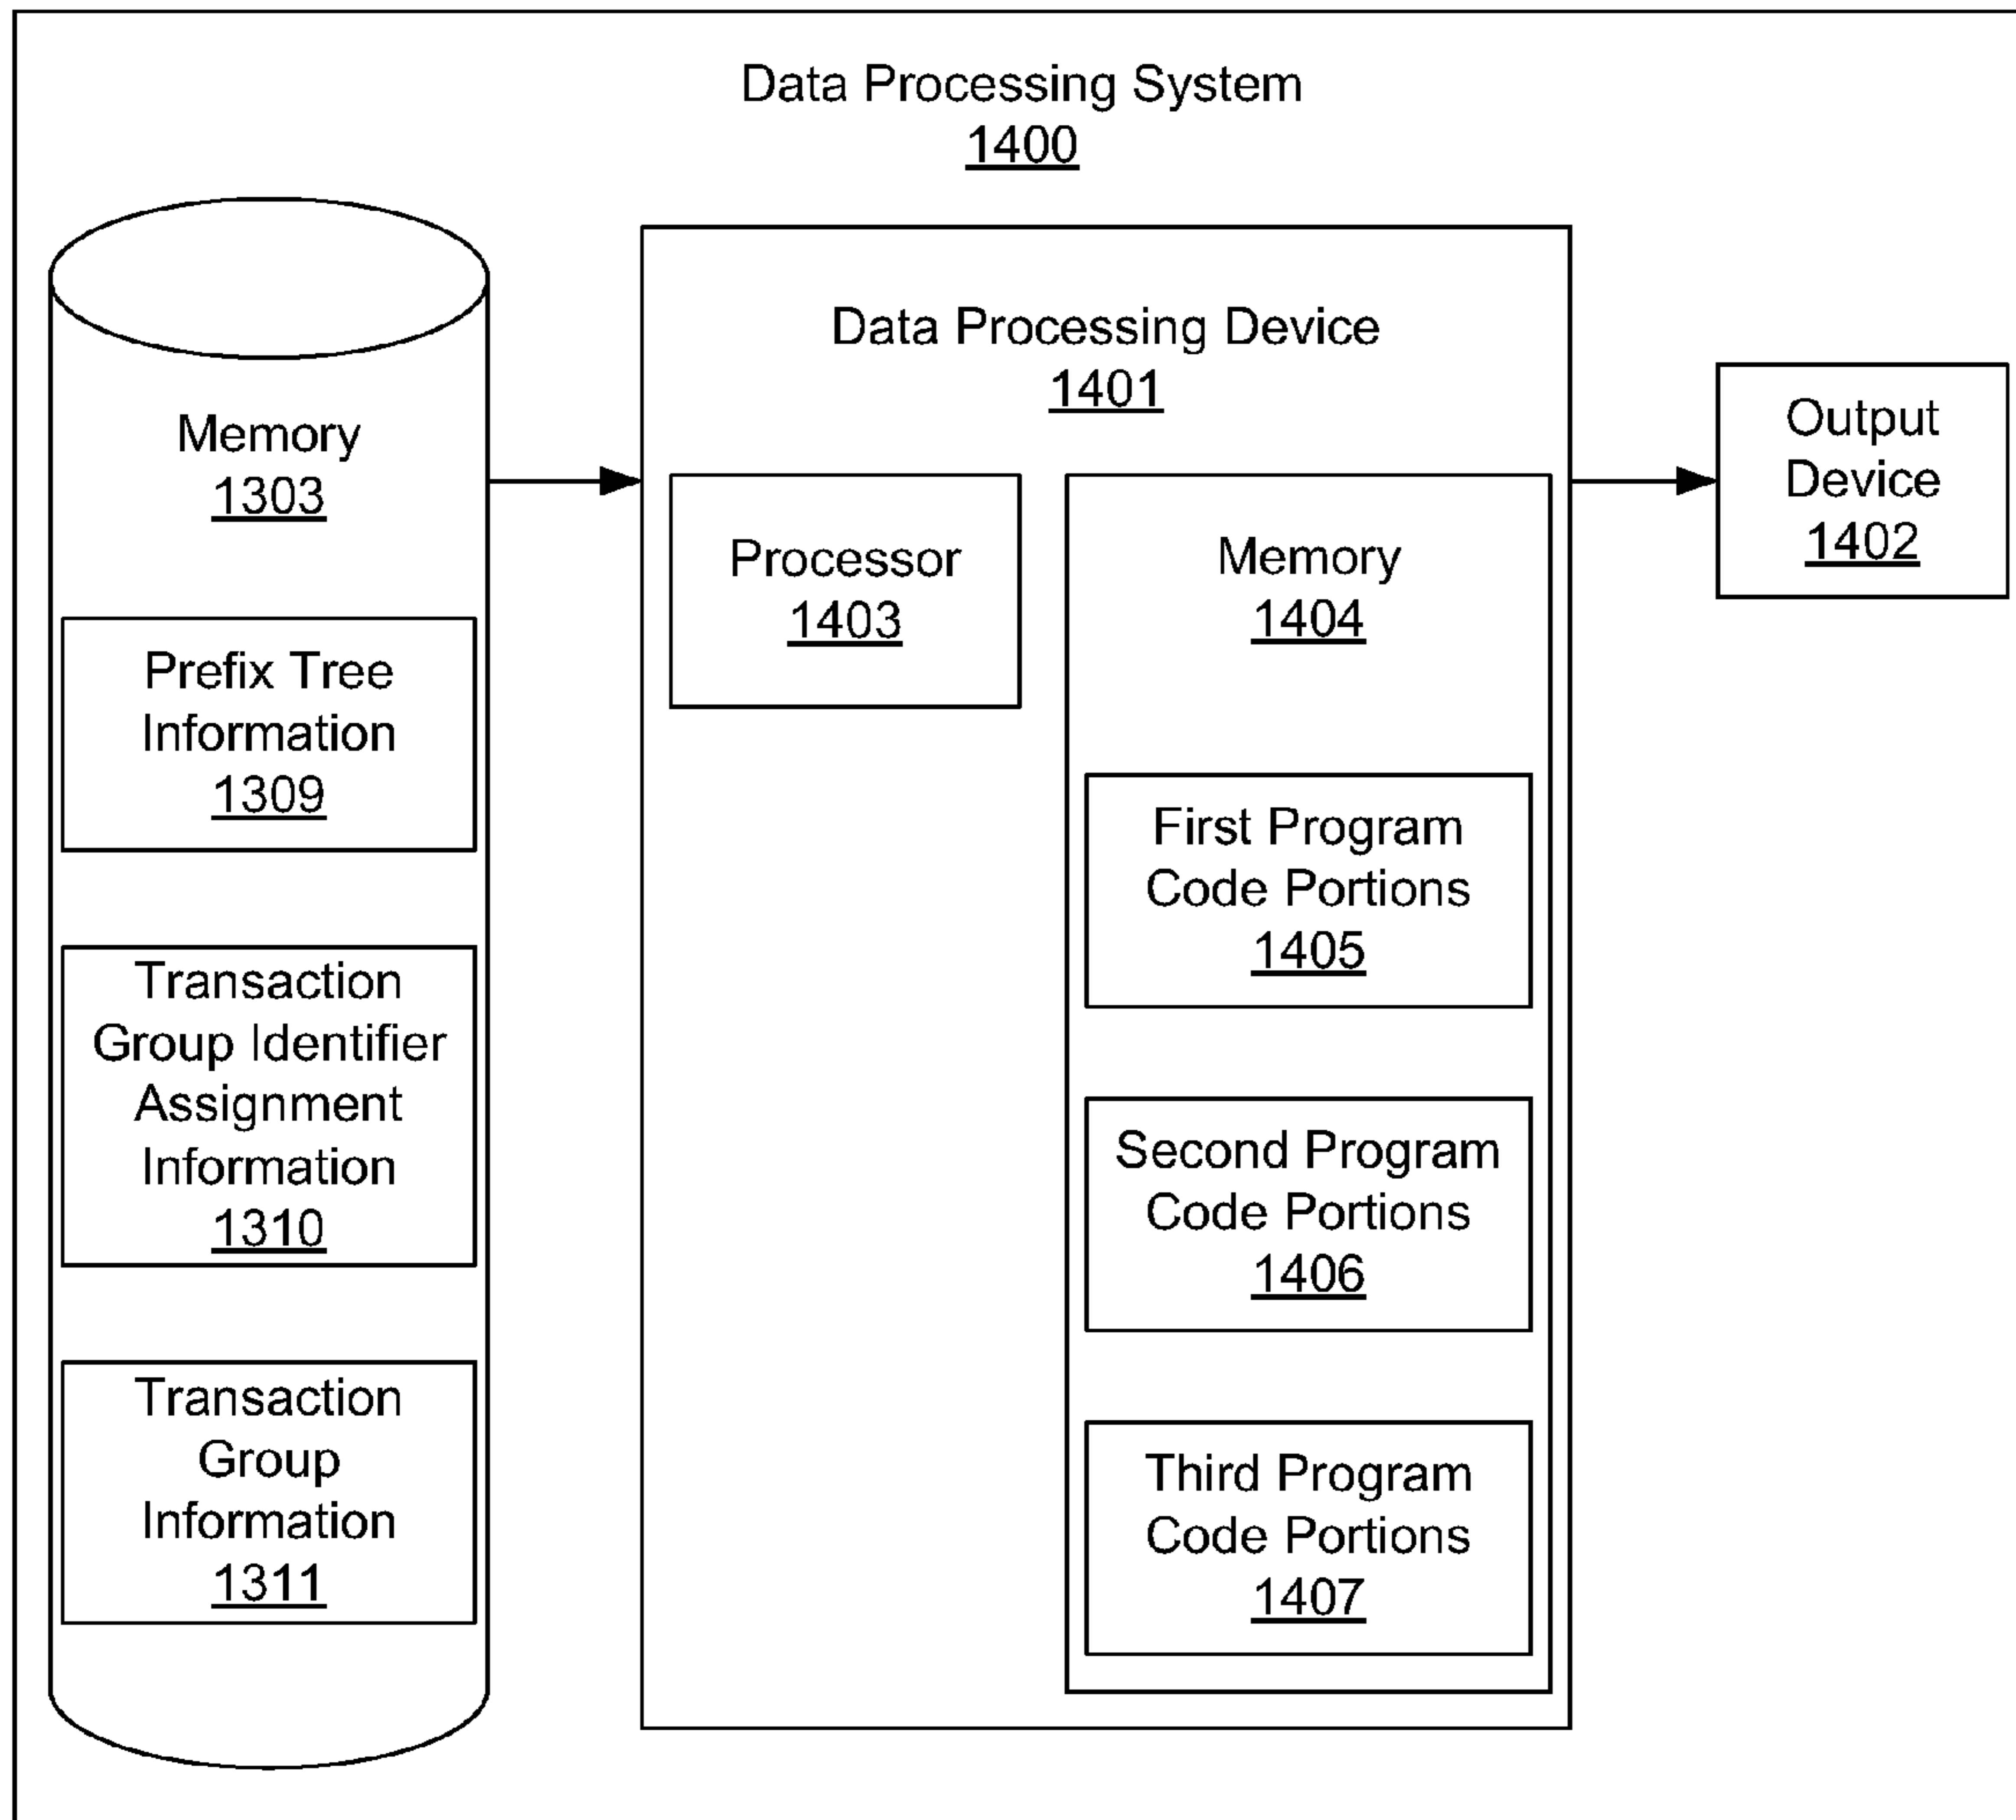 Data Processing System
1400
Memory
1303
Prefix Tree
Information
1309
Transaction
Group Identifier
Assignment
Information
1310
Transaction
Group
Information
1311
Data Processing Device
1401
Processor
1403
Memory
1404
First Program
Code Portions
1405
Second Program
Code Portions
1406
Third Program
Code Portions
1407
Output
Device
1402